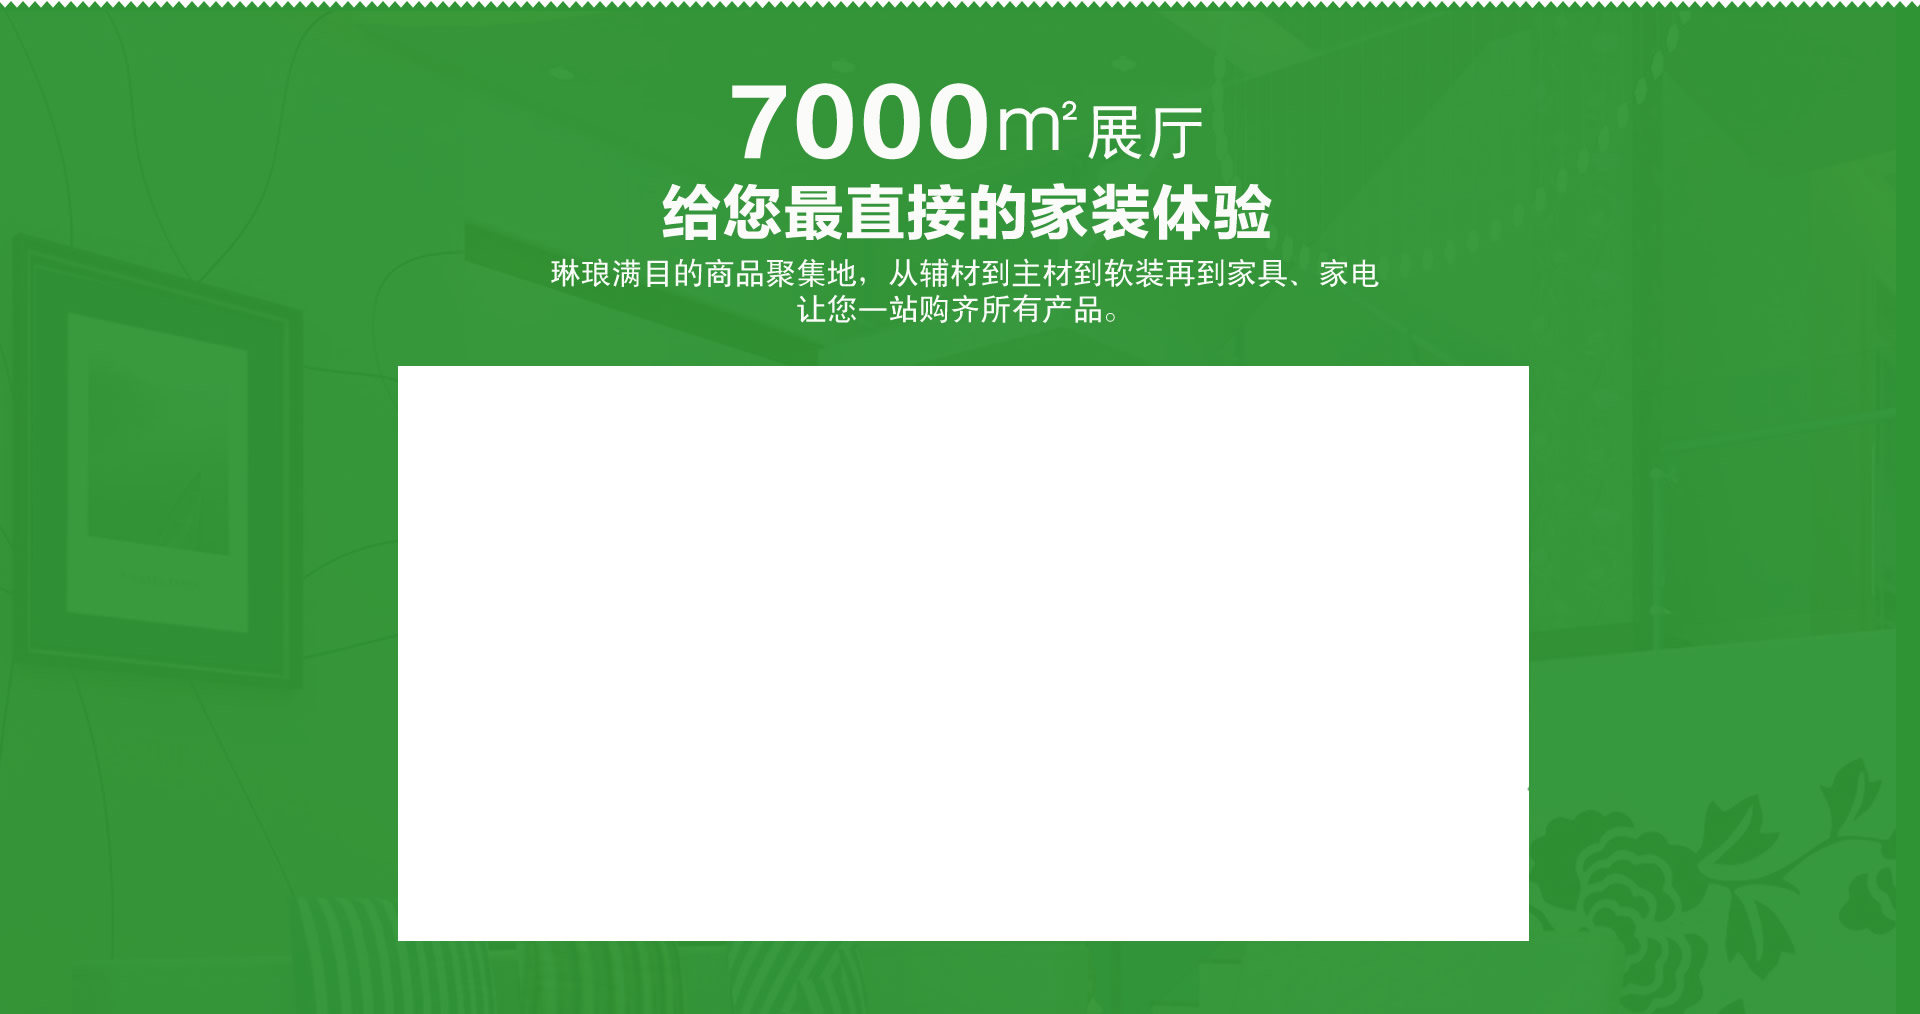 7000m²展厅
给您最直接的家装体验
琳琅满目的商品聚集地，从辅材到主材到软装再到家具、家电
让您一站购齐所有产品。